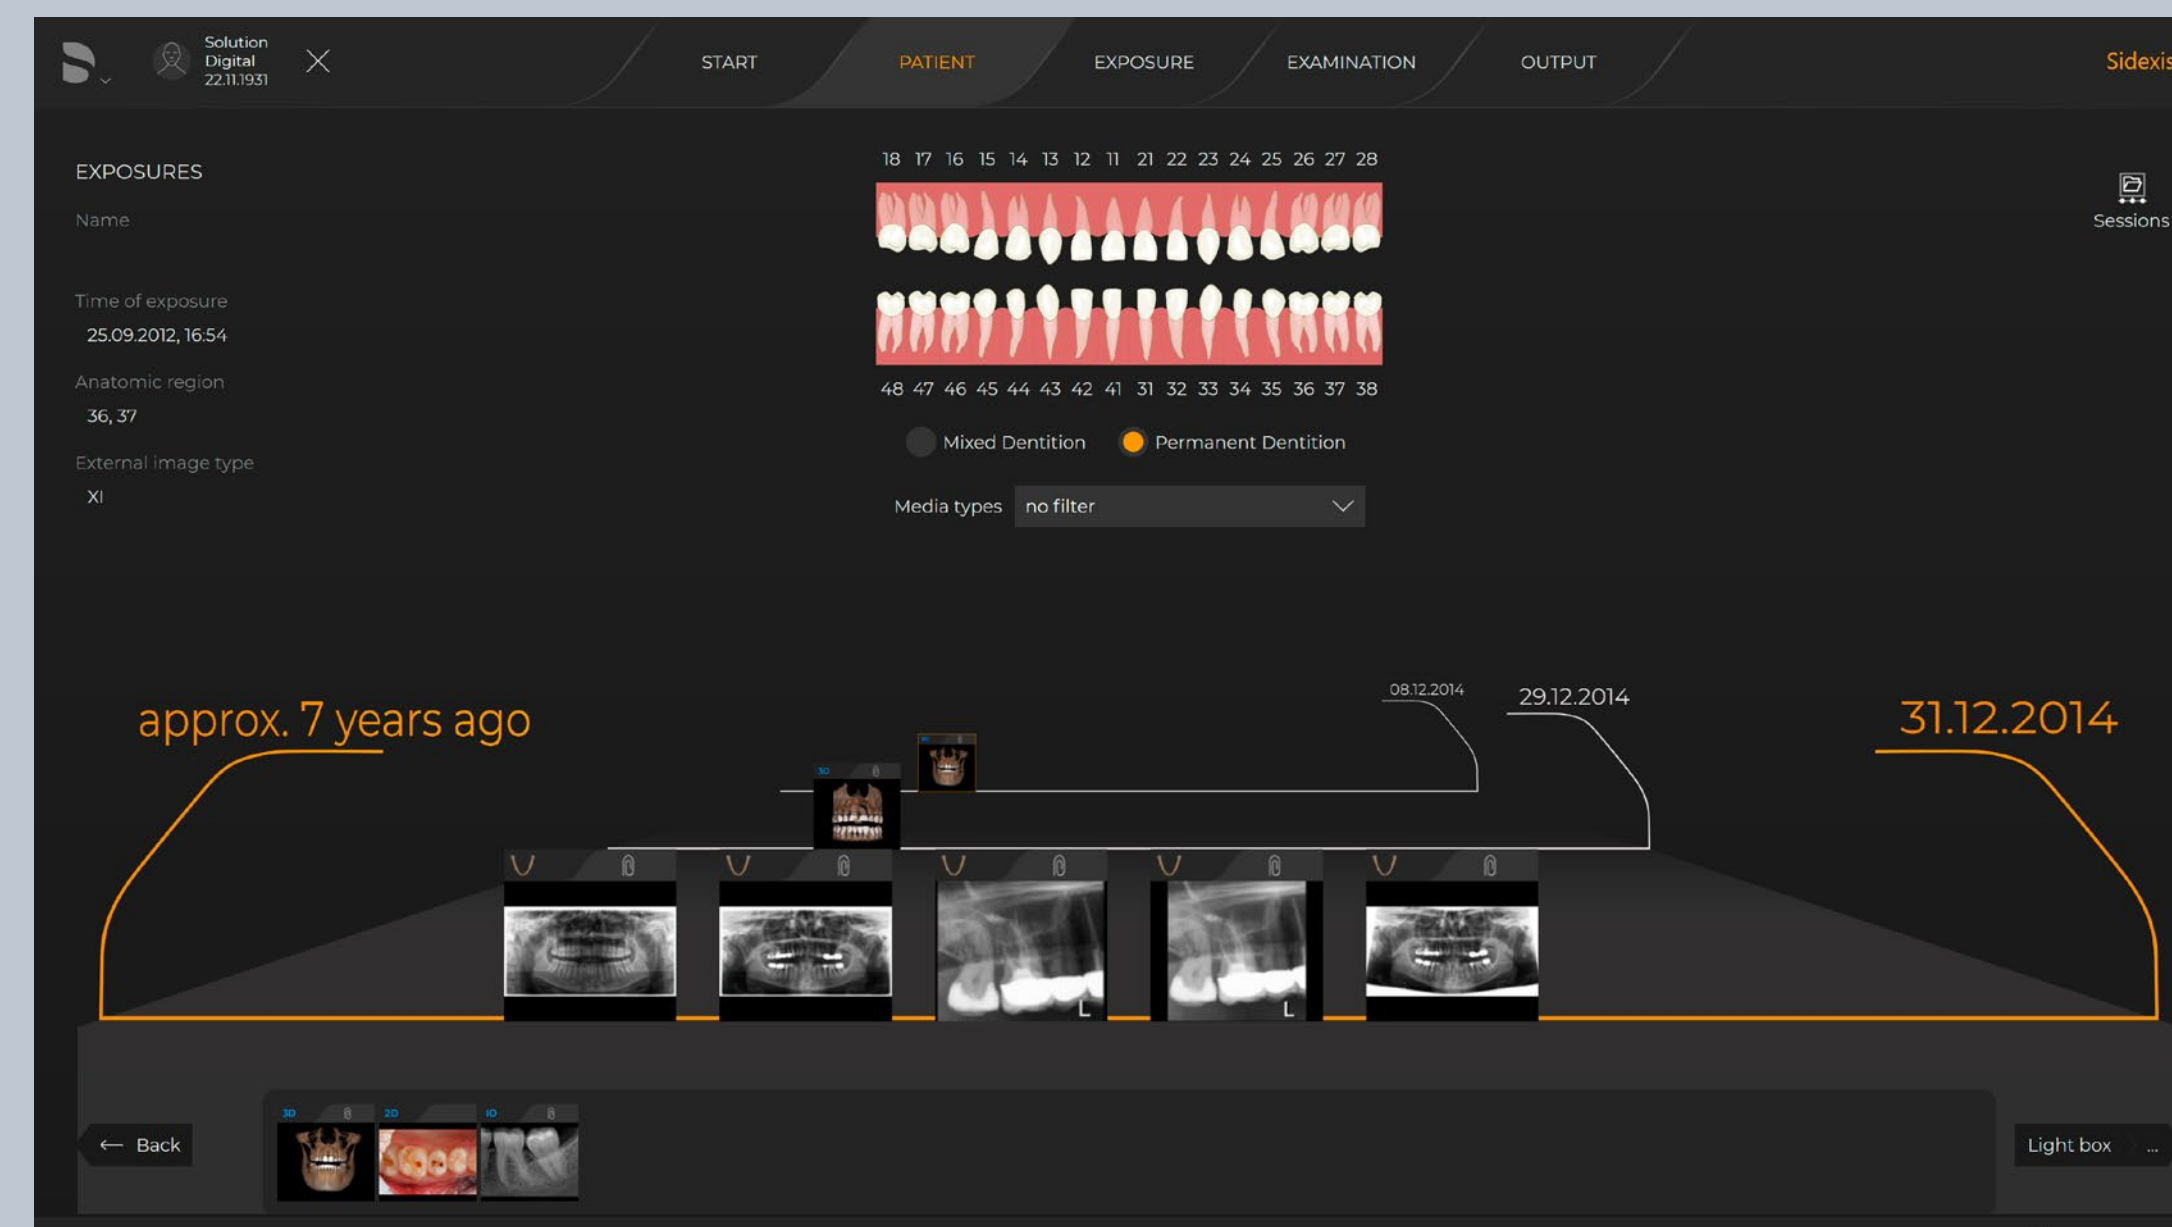 Solution
Digital
22.11.1931
START
PATIENT
EXPOSURE
EXAMINATION
OUTPUT
Sidexis
EXPOSURES
Name
Time of exposure
25.09.2012, 16:54
Anatomic region
36, 37
External image type
XI
18 17 16 15 14 13 12 11 21 22 23 24 25 26 27 28
48 47 46 45 44 43 42 41 31 32 33 34 35 36 37 38
Mixed Dentition
Permanent Dentition
Media types
no filter
Sessions
approx. 7 years ago
08.12.2014
29.12.2014
31.12.2014
3D
L
L
← Back
3D
2D
IO
Light box ...